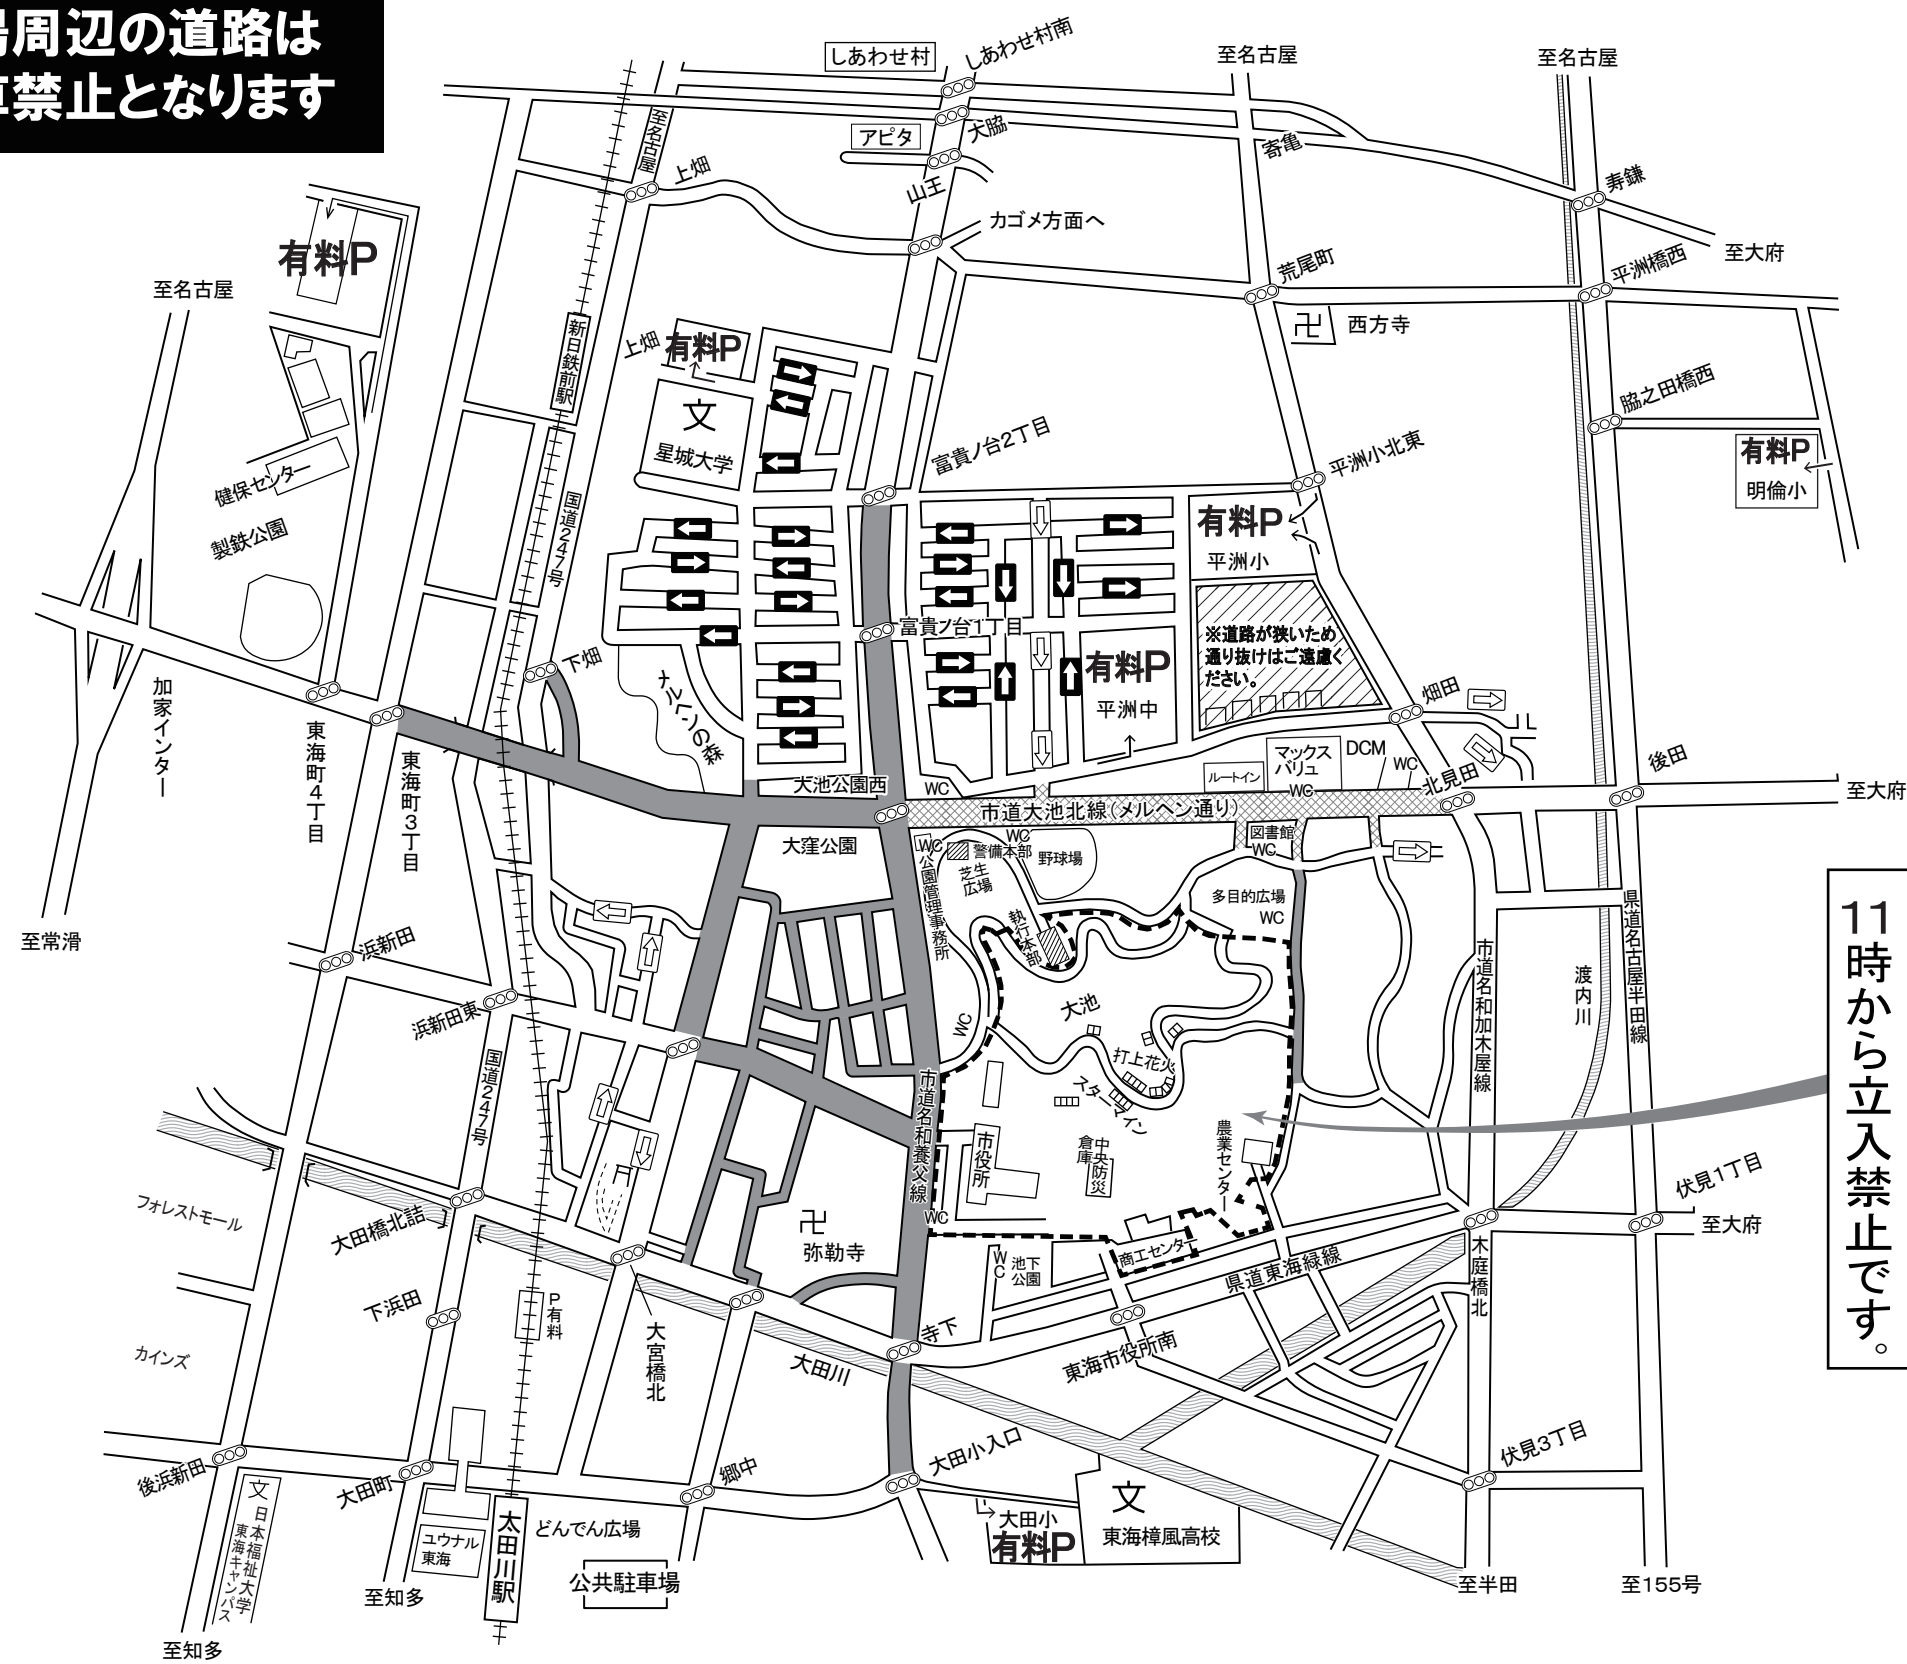 周辺の道路は
禁止となります
しあわせ村
しあわせ村南
至名古屋
至名古屋
至名古屋
アピタ
大脇
上畑
山王
寄亀
寿鎌
カゴメ方面へ
至大府
荒尾町
平洲橋西
有料P
至名古屋
新日鉄前駅
上畑
有料P
卍
西方寺
文
星城大学
脇之田橋西
有料P
明倫小
富貴ノ台2丁目
平洲小北東
健保センター
製鉄公園
国道247号
有料P
平洲小
富貴ノ台1丁目
※道路が狭いため
通り抜けはご遠慮く
ださい。
下畑
メルヘンの森
有料P
平洲中
畑田
加家インター
東海町4丁目
東海町3丁目
大池公園西
WC
ルートイン
マックス
バリュ
DCM
WC
WC
北見田
後田
至大府
市道大池北線(メルヘン通り)
大窪公園
WC
公園管理事務所
WC
警備本部
芝生
広場
野球場
図書館
WC
執行本部
多目的広場
WC
県道名古屋半田線
市道名和加木屋線
渡内川
11時から立入禁止です。
至常滑
浜新田
浜新田東
国道247号
大池
WC
打上花火
スターマイン
市道名和養父線
市役所
中央防災
倉庫
農業センター
WC
フォレストモール
大田橋北詰
卍
弥勒寺
伏見1丁目
至大府
WC
池下
公園
商工センター
県道東海緑線
木庭橋北
下浜田
P有料
大宮橋北
寺下
カインズ
大田川
東海市役所南
後浜新田
大田町
郷中
大田小入口
伏見3丁目
文
日本福祉大学
東海キャンパス
ユウナル
東海
太田川駅
どんでん広場
公共駐車場
大田小
有料P
文
東海樟風高校
至知多
至知多
至半田
至155号